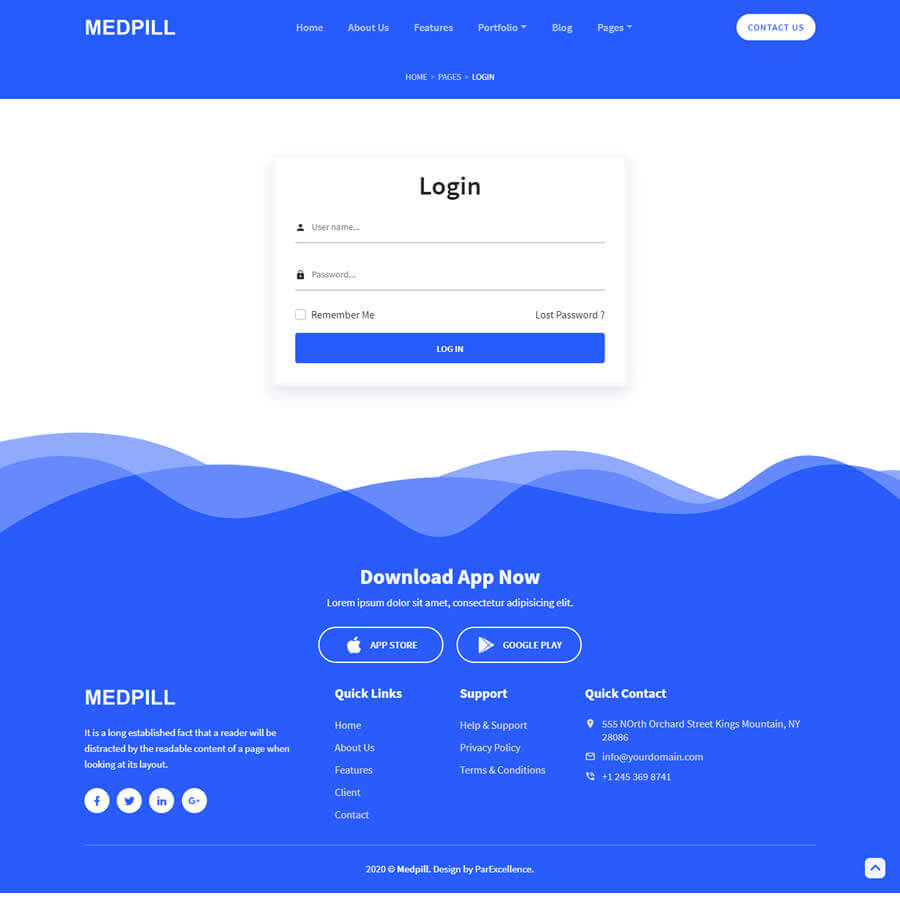 MEDPILL
Home About Us Features Portfolio Blog Pages
CONTACT US
HOME > PAGES > LOGIN
Login
User name...
Password...
Remember Me
Lost Password ?
LOG IN
Download App Now
Lorem ipsum dolor sit amet, consectetur adipisicing elit.
APP STORE
GOOGLE PLAY
MEDPILL
It is a long established fact that a reader will be
distracted by the readable content of a page when
looking at its layout.
Quick Links
Home
About Us
Features
Client
Contact
Support
Help & Support
Privacy Policy
Terms & Conditions
Quick Contact
555 NOrth Orchard Street Kings Mountain, NY
28086
info@yourdomain.com
+1 245 369 8741
2020 © Medpill. Design by ParExcellence.